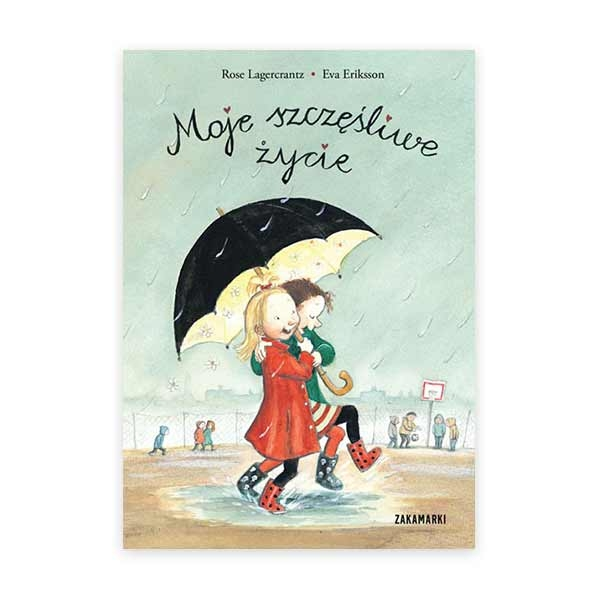 Rose Lagercrantz • Eva Eriksson
Moje szczęśliwe
życie
ZAKAMARKI